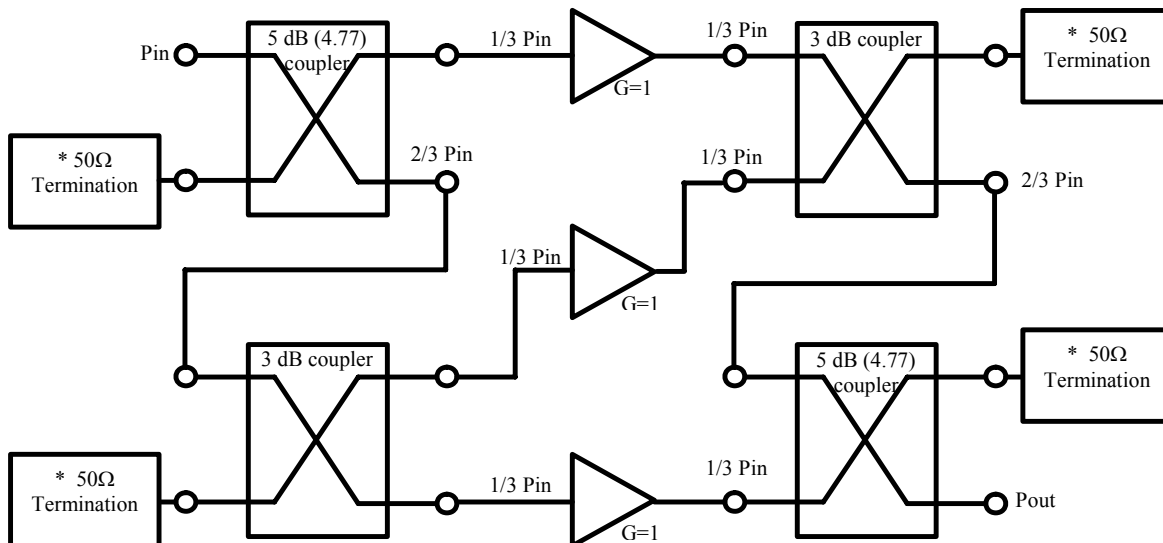 5 dB (4.77)
coupler
Pin
1/3 Pin
G=1
1/3 Pin
3 dB coupler
* 50Ω
Termination
* 50Ω
Termination
2/3 Pin
1/3 Pin
2/3 Pin
1/3 Pin
G=1
3 dB coupler
5 dB (4.77)
coupler
* 50Ω
Termination
* 50Ω
Termination
1/3 Pin
G=1
1/3 Pin
Pout